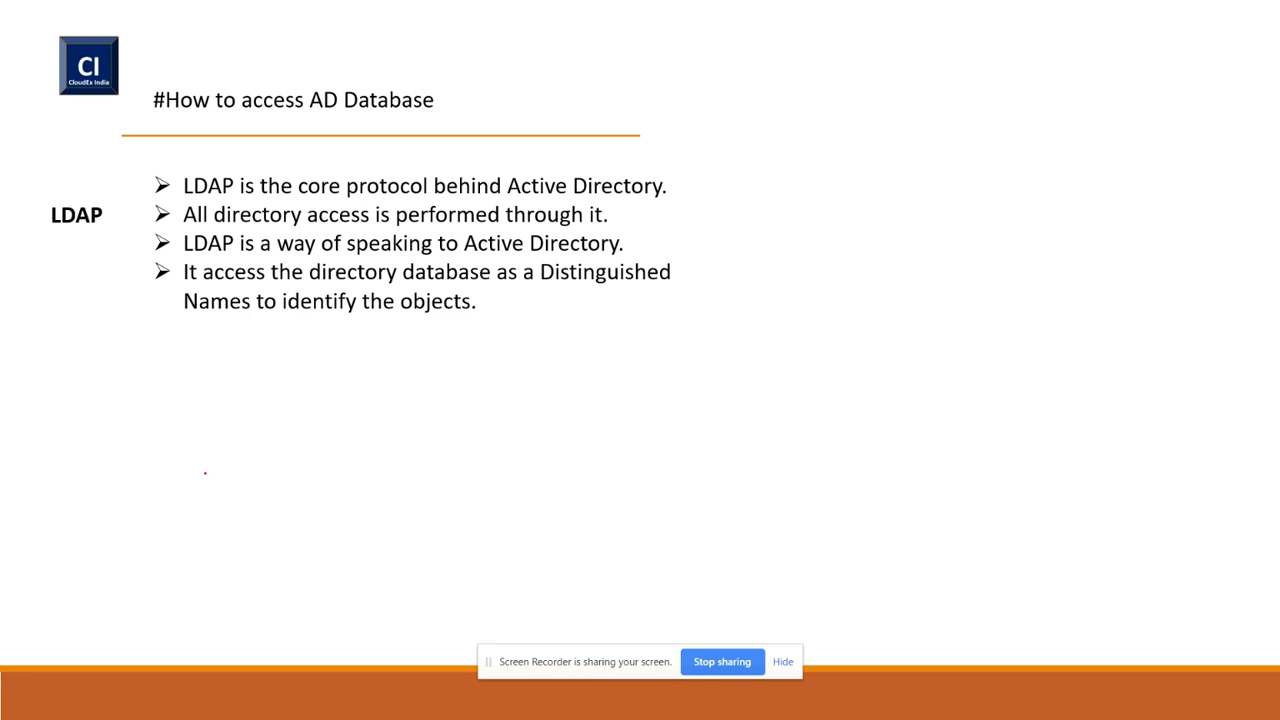 CI
CloudEx India
#How to access AD Database
LDAP
➢ LDAP is the core protocol behind Active Directory.
➢ All directory access is performed through it.
➢ LDAP is a way of speaking to Active Directory.
➢ It access the directory database as a Distinguished
Names to identify the objects.
Screen Recorder is sharing your screen. Stop sharing Hide